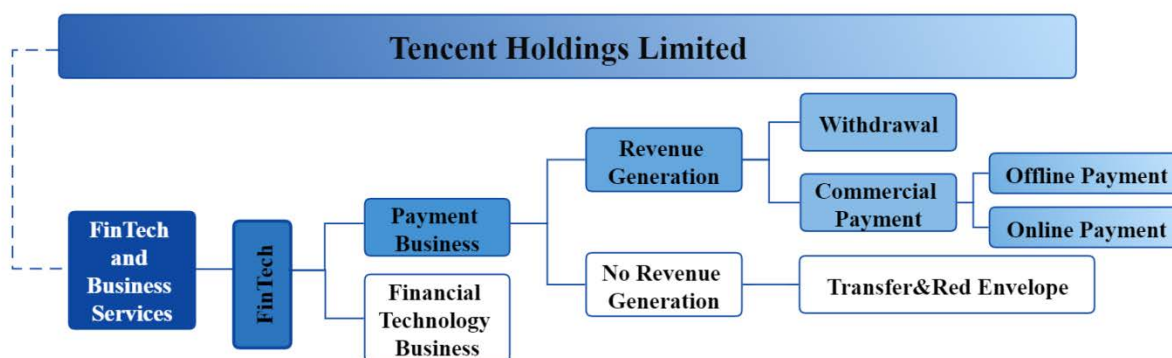 Tencent Holdings Limited
FinTech
and
Business
Services
FinTech
Payment
Business
Financial
Technology
Business
Revenue
Generation
No Revenue
Generation
Withdrawal
Commercial
Payment
Transfer&Red Envelope
Offline Payment
Online Payment